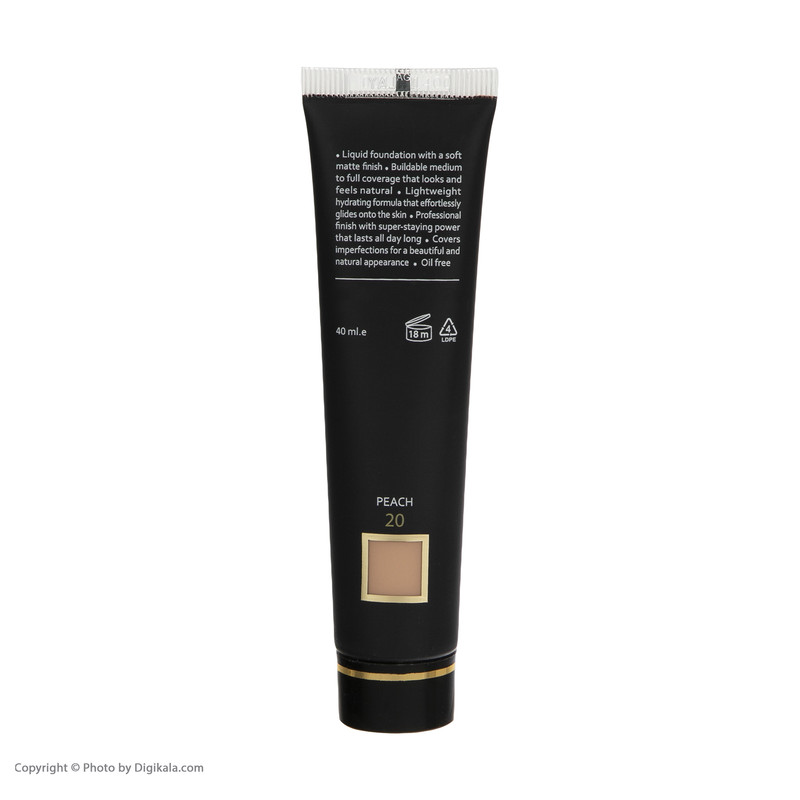 • Liquid foundation with a soft
matte finish • Buildable medium
to full coverage that looks and
feels natural • Lightweight
hydrating formula that effortlessly
glides onto the skin • Professional
finish with super-staying power
that lasts all day long • Covers
imperfections for a beautiful and
natural appearance • Oil free
40 ml.e
18 m
4
LDPE
PEACH
20
Copyright © Photo by Digikala.com